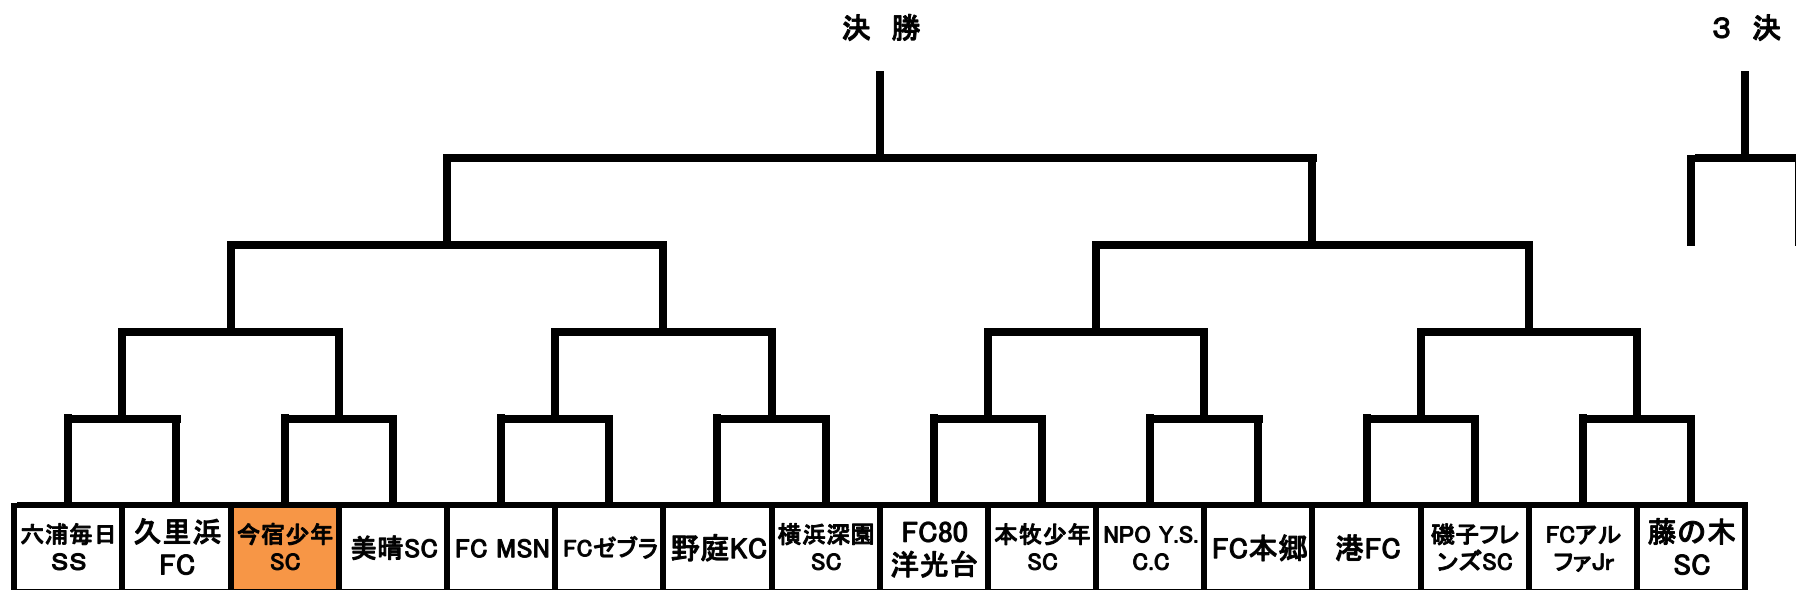 決 勝
３ 決
六浦毎日
SS
久里浜
FC
今宿少年
SC
美晴SC
FC MSN
FCゼブラ
野庭KC
横浜深園
SC
FC80
洋光台
本牧少年
SC
NPO Y.S.
C.C
FC本郷
港FC
磯子フレ
ンズSC
FCアル
ファJr
藤の木
SC